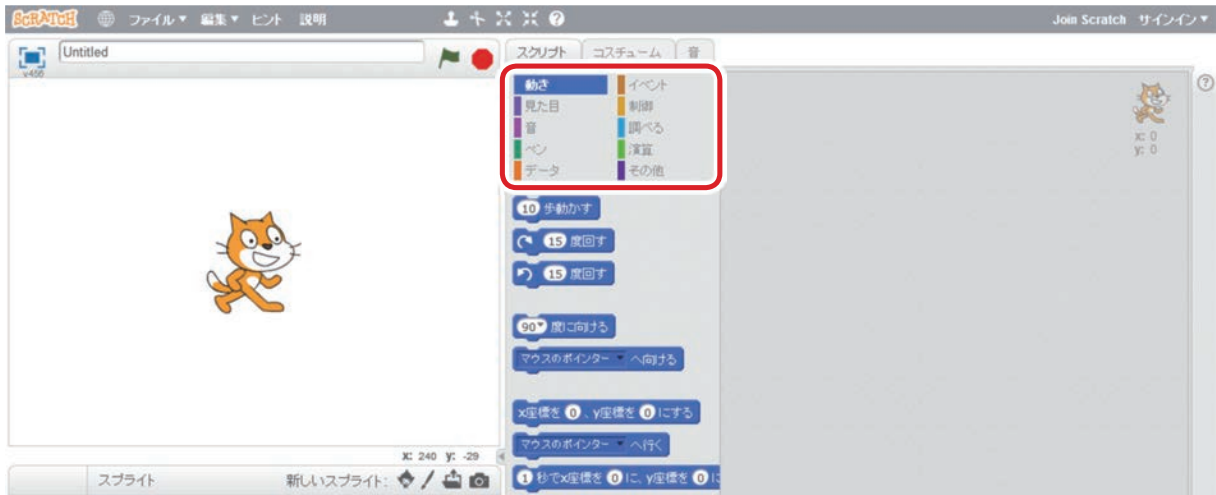 SCRATCH ファイル▼ 編集▼ ヒント 説明 Join Scratch サインイン▼
Untitled
v456
スクリプト コスチューム 音
動き イベント
見た目 制御
音 調べる
ペン 演算
データ その他
x: 0
y: 0
10 歩動かす
15 度回す
15 度回す
90▼ 度に向ける
マウスのポインター▼ へ向ける
x座標を 0 、y座標を 0 にする
マウスのポインター▼ へ行く
1 秒でx座標を 0 に、y座標を 0 に
X: 240 y: -29
スプライト 新しいスプライト: